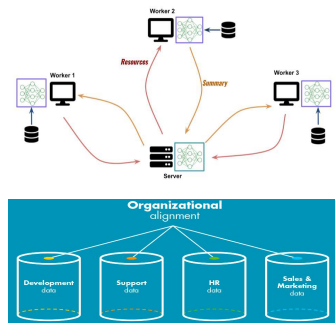 Worker 2
Resources
Summary
Worker 1
Worker 3
Server
Organizational
alignment
Development
data
Support
data
HR
data
Sales &
Marketing
data